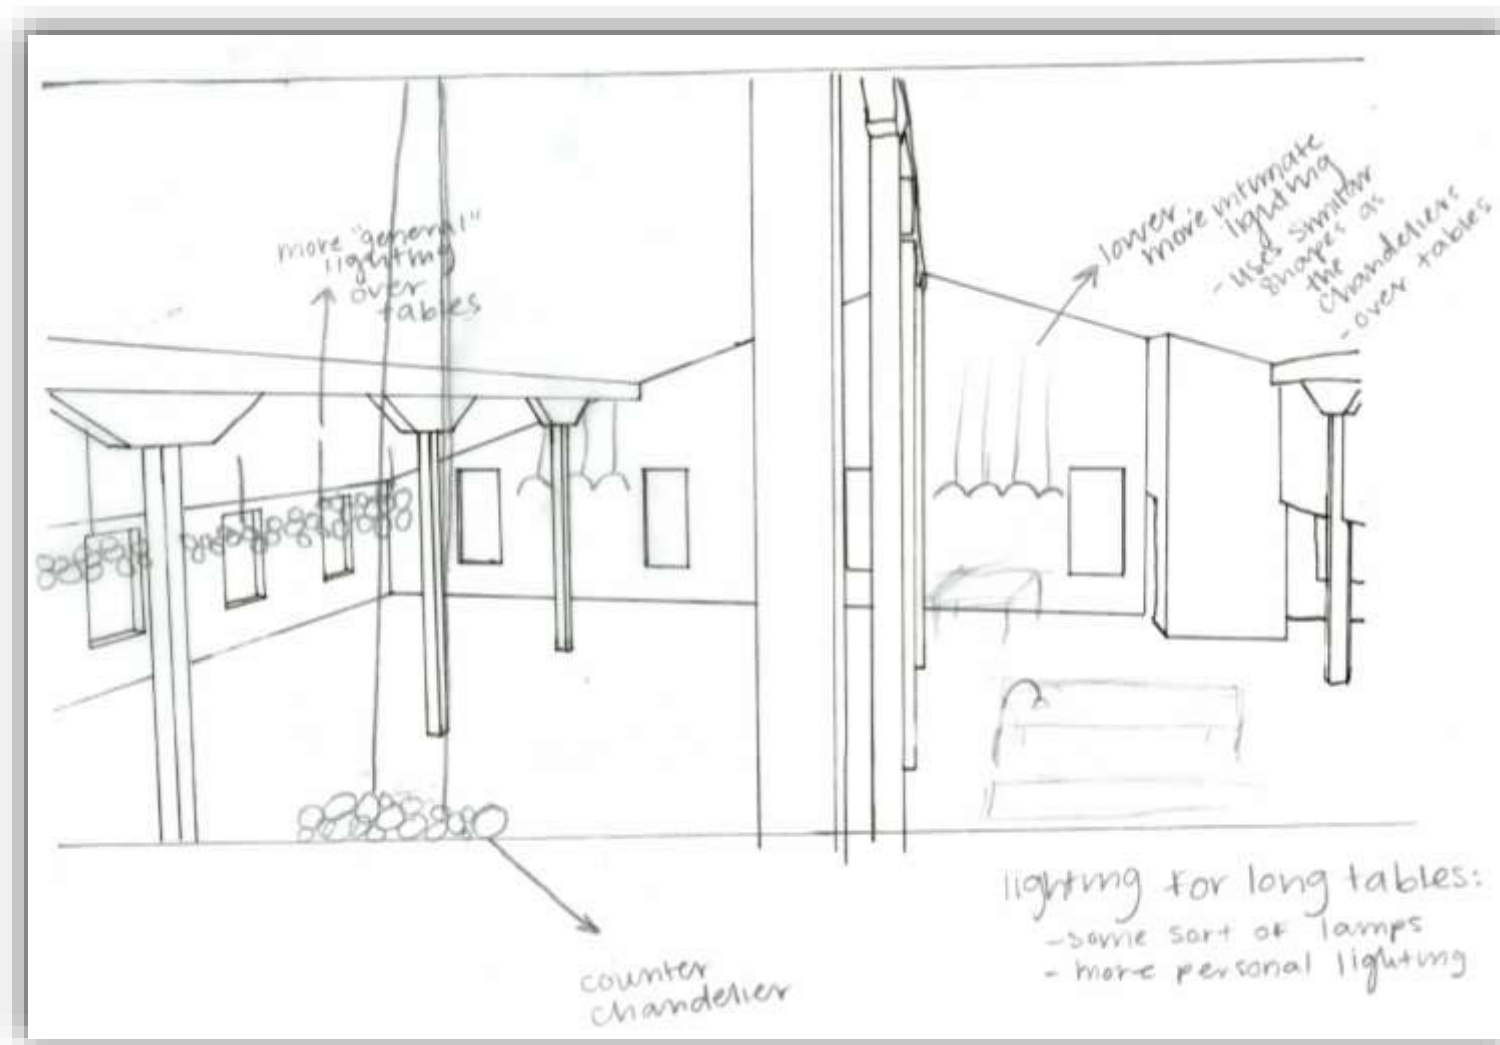 more "general"
lighting
over
tables
lower
more intimate
lighting
- uses similar
shapes as
the
chandeliers
- over tables
counter
chandelier
lighting for long tables:
- some sort of lamps
- more personal lighting